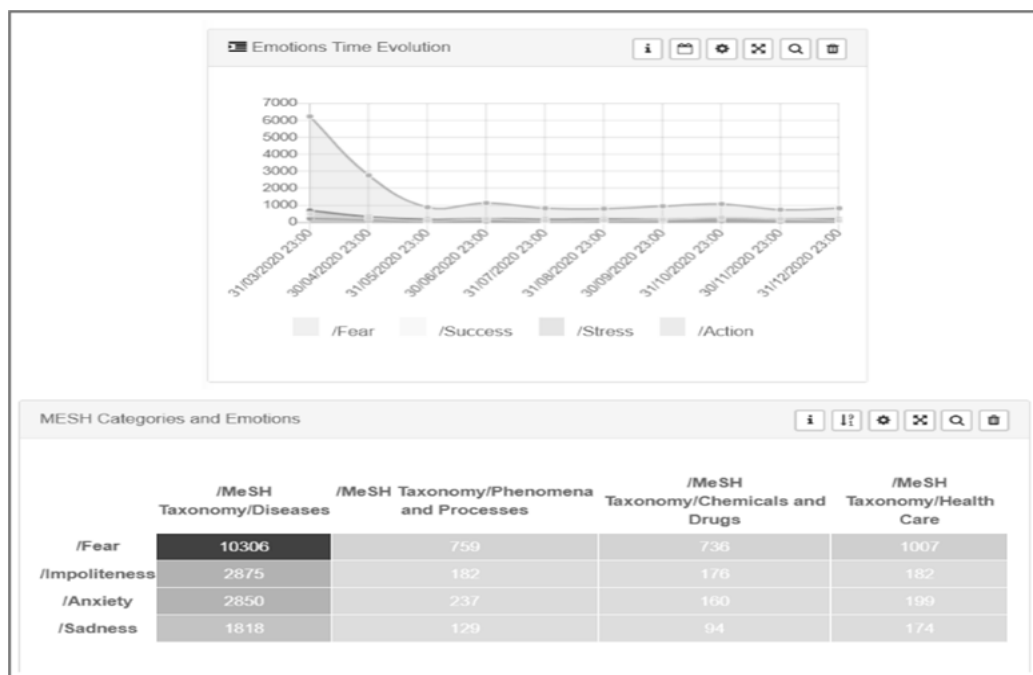 Emotions Time Evolution
7000
6000
5000
4000
3000
2000
1000
0
31/03/2020 23:00
30/04/2020 23:00
31/05/2020 23:00
30/06/2020 23:00
31/07/2020 23:00
31/08/2020 23:00
30/09/2020 23:00
31/10/2020 23:00
30/11/2020 23:00
31/12/2020 23:00
/Fear /Success /Stress /Action
MESH Categories and Emotions
/MeSH Taxonomy/Diseases
/MeSH Taxonomy/Phenomena and Processes
/MeSH Taxonomy/Chemicals and Drugs
/MeSH Taxonomy/Health Care
/Fear 10306 759 736 1007
/Impoliteness 2875 182 176 182
/Anxiety 2850 237 160 199
/Sadness 1818 129 94 174